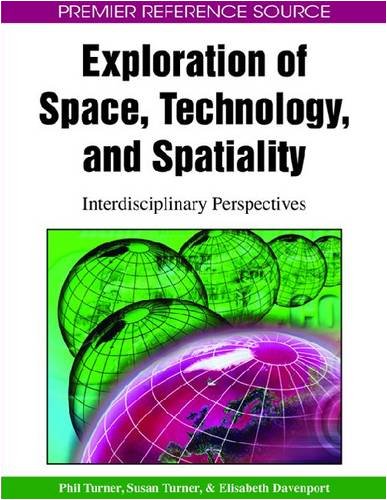 PREMIER REFERENCE SOURCE
Exploration of
Space, Technology,
and Spatiality
Interdisciplinary Perspectives
Phil Turner, Susan Turner, & Elisabeth Davenport